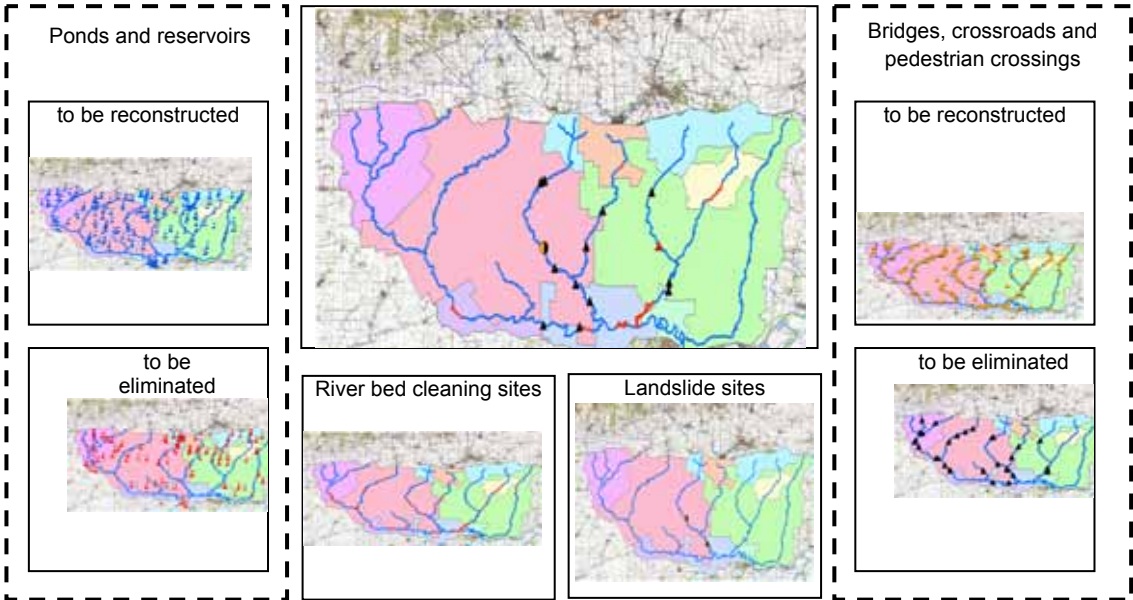 Ponds and reservoirs
to be reconstructed
to be
eliminated
River bed cleaning sites
Landslide sites
Bridges, crossroads and
pedestrian crossings
to be reconstructed
to be eliminated